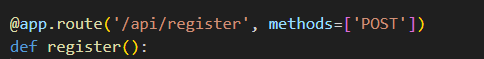 @app.route('/api/register', methods=['POST'])
def register():